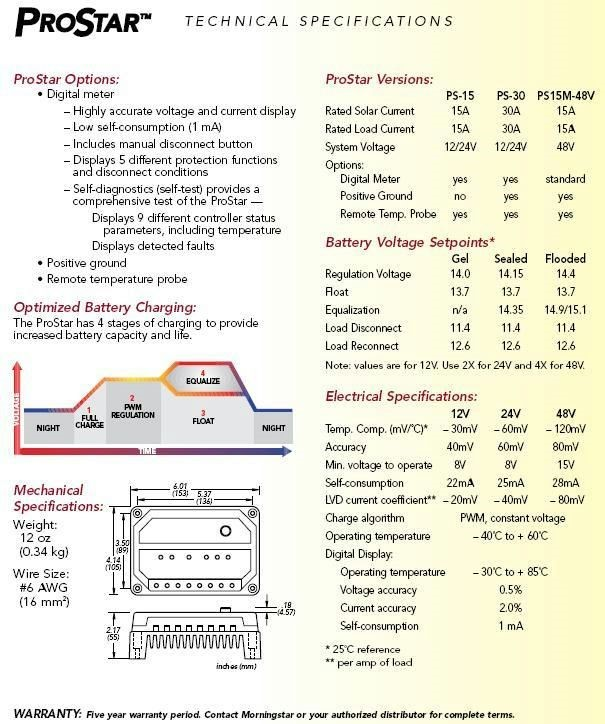 PROSTAR™ TECHNICAL SPECIFICATIONS
ProStar Options:
• Digital meter
– Highly accurate voltage and current display
– Low self-consumption (1 mA)
– Includes manual disconnect button
– Displays 5 different protection functions
and disconnect conditions
– Self-diagnostics (self-test) provides a
comprehensive test of the ProStar —
Displays 9 different controller status
parameters, including temperature
Displays detected faults
• Positive ground
• Remote temperature probe
Optimized Battery Charging:
The ProStar has 4 stages of charging to provide
increased battery capacity and life.
VOLTAGE
NIGHT
1
FULL
CHARGE
2
PWM
REGULATION
4
EQUALIZE
3
FLOAT
NIGHT
TIME
Mechanical
Specifications:
Weight:
12 oz
(0.34 kg)
Wire Size:
#6 AWG
(16 mm²)
6.01
(153)
5.37
(136)
3.50
(89)
4.14
(105)
.18
(4.57)
2.17
(55)
inches (mm)
ProStar Versions:
PS-15 PS-30 PS15M-48V
Rated Solar Current 15A 30A 15A
Rated Load Current 15A 30A 15A
System Voltage 12/24V 12/24V 48V
Options:
Digital Meter yes yes standard
Positive Ground no yes yes
Remote Temp. Probe yes yes yes
Battery Voltage Setpoints*
Gel Sealed Flooded
Regulation Voltage 14.0 14.15 14.4
Float 13.7 13.7 13.7
Equalization n/a 14.35 14.9/15.1
Load Disconnect 11.4 11.4 11.4
Load Reconnect 12.6 12.6 12.6
Note: values are for 12V. Use 2X for 24V and 4X for 48V.
Electrical Specifications:
12V 24V 48V
Temp. Comp. (mV/°C)* – 30mV – 60mV – 120mV
Accuracy 40mV 60mV 80mV
Min. voltage to operate 8V 8V 15V
Self-consumption 22mA 25mA 28mA
LVD current coefficient** – 20mV – 40mV – 80mV
Charge algorithm PWM, constant voltage
Operating temperature – 40°C to + 60°C
Digital Display:
Operating temperature – 30°C to + 85°C
Voltage accuracy 0.5%
Current accuracy 2.0%
Self-consumption 1 mA
* 25°C reference
** per amp of load
WARRANTY: Five year warranty period. Contact Morningstar or your authorized distributor for complete terms.